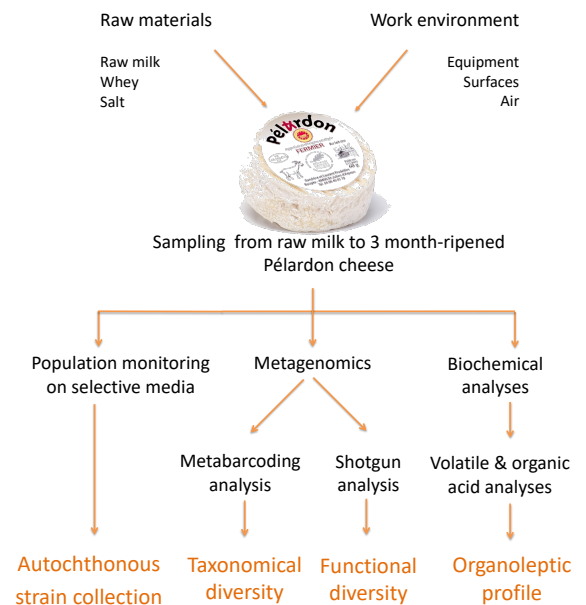 Raw materials
Work environment
Raw milk
Whey
Salt
Equipment
Surfaces
Air
Pélardon
FERMIER
Sampling from raw milk to 3 month-ripened
Pélardon cheese
Population monitoring
on selective media
Metagenomics
Biochemical
analyses
Metabarcoding
analysis
Shotgun
analysis
Volatile & organic
acid analyses
Autochthonous
strain collection
Taxonomical
diversity
Functional
diversity
Organoleptic
profile